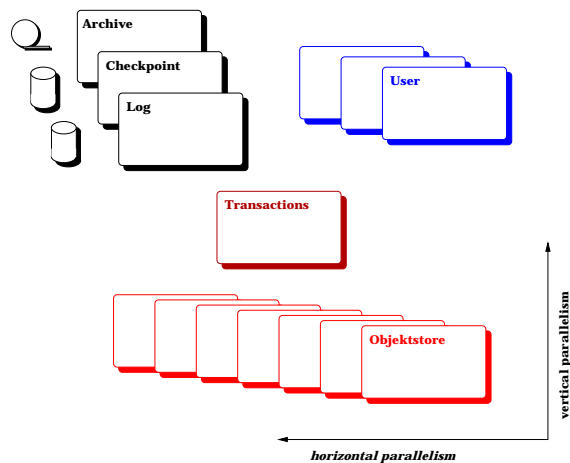 Archive
Checkpoint
Log
User
Transactions
Objektstore
vertical parallelism
horizontal parallelism